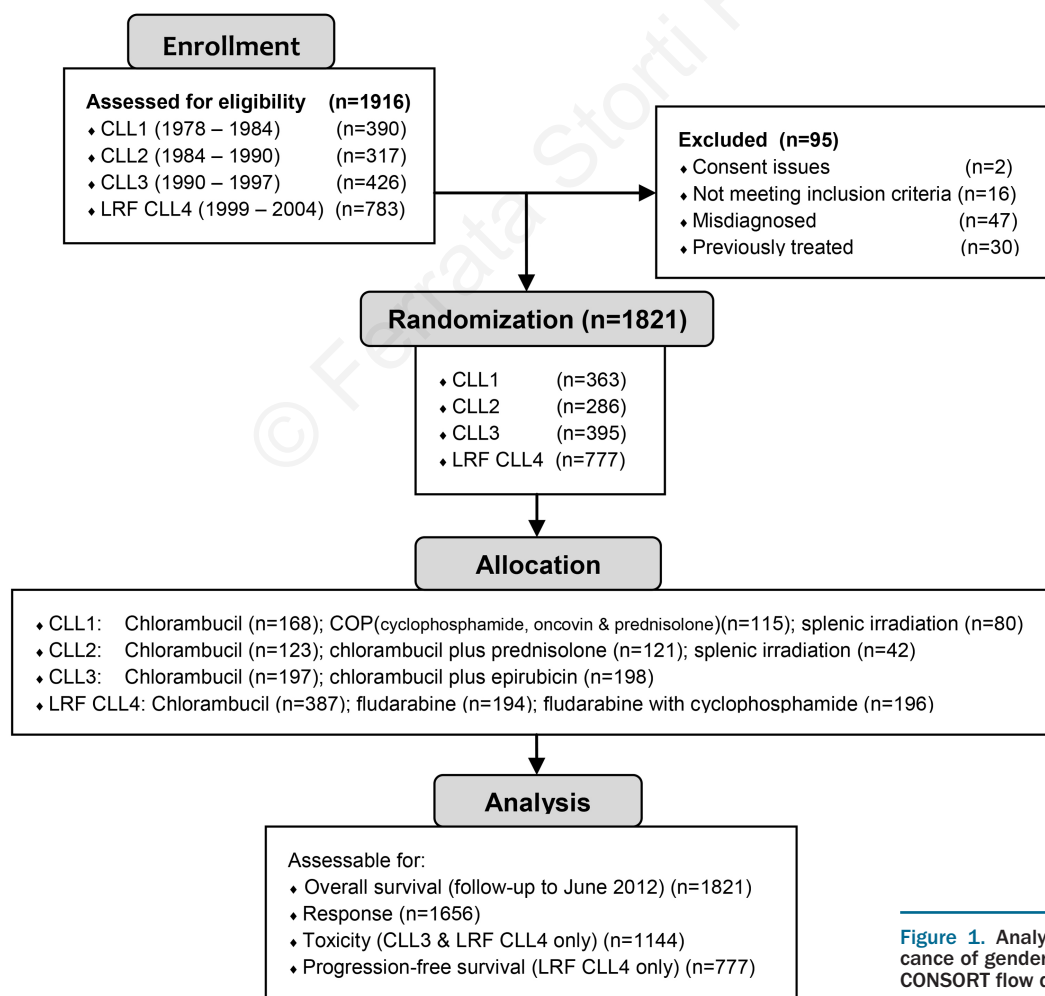 © Ferrata Storti F
Enrollment
Assessed for eligibility (n=1916)
♦ CLL1 (1978 – 1984) (n=390)
♦ CLL2 (1984 – 1990) (n=317)
♦ CLL3 (1990 – 1997) (n=426)
♦ LRF CLL4 (1999 – 2004) (n=783)
Excluded (n=95)
♦ Consent issues (n=2)
♦ Not meeting inclusion criteria (n=16)
♦ Misdiagnosed (n=47)
♦ Previously treated (n=30)
Randomization (n=1821)
♦ CLL1 (n=363)
♦ CLL2 (n=286)
♦ CLL3 (n=395)
♦ LRF CLL4 (n=777)
Allocation
♦ CLL1: Chlorambucil (n=168); COP(cyclophosphamide, oncovin & prednisolone)(n=115); splenic irradiation (n=80)
♦ CLL2: Chlorambucil (n=123); chlorambucil plus prednisolone (n=121); splenic irradiation (n=42)
♦ CLL3: Chlorambucil (n=197); chlorambucil plus epirubicin (n=198)
♦ LRF CLL4: Chlorambucil (n=387); fludarabine (n=194); fludarabine with cyclophosphamide (n=196)
Analysis
Assessable for:
♦ Overall survival (follow-up to June 2012) (n=1821)
♦ Response (n=1656)
♦ Toxicity (CLL3 & LRF CLL4 only) (n=1144)
♦ Progression-free survival (LRF CLL4 only) (n=777)
Figure 1. Analy
cance of gender
CONSORT flow d